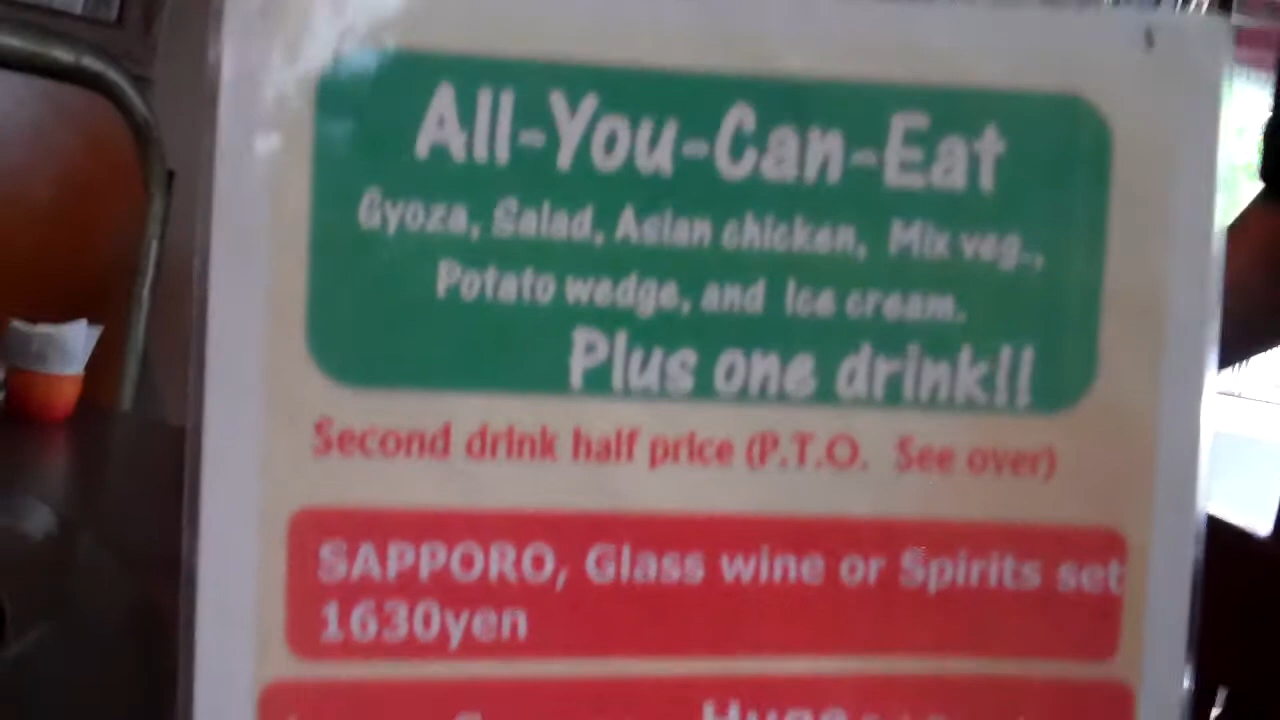 All-You-Can-Eat
Gyoza, Salad, Asian chicken, Mix veg.,
Potato wedge, and Ice cream.
Plus one drink!!
Second drink half price (P.T.O. See over)
SAPPORO, Glass wine or Spirits set
1630yen